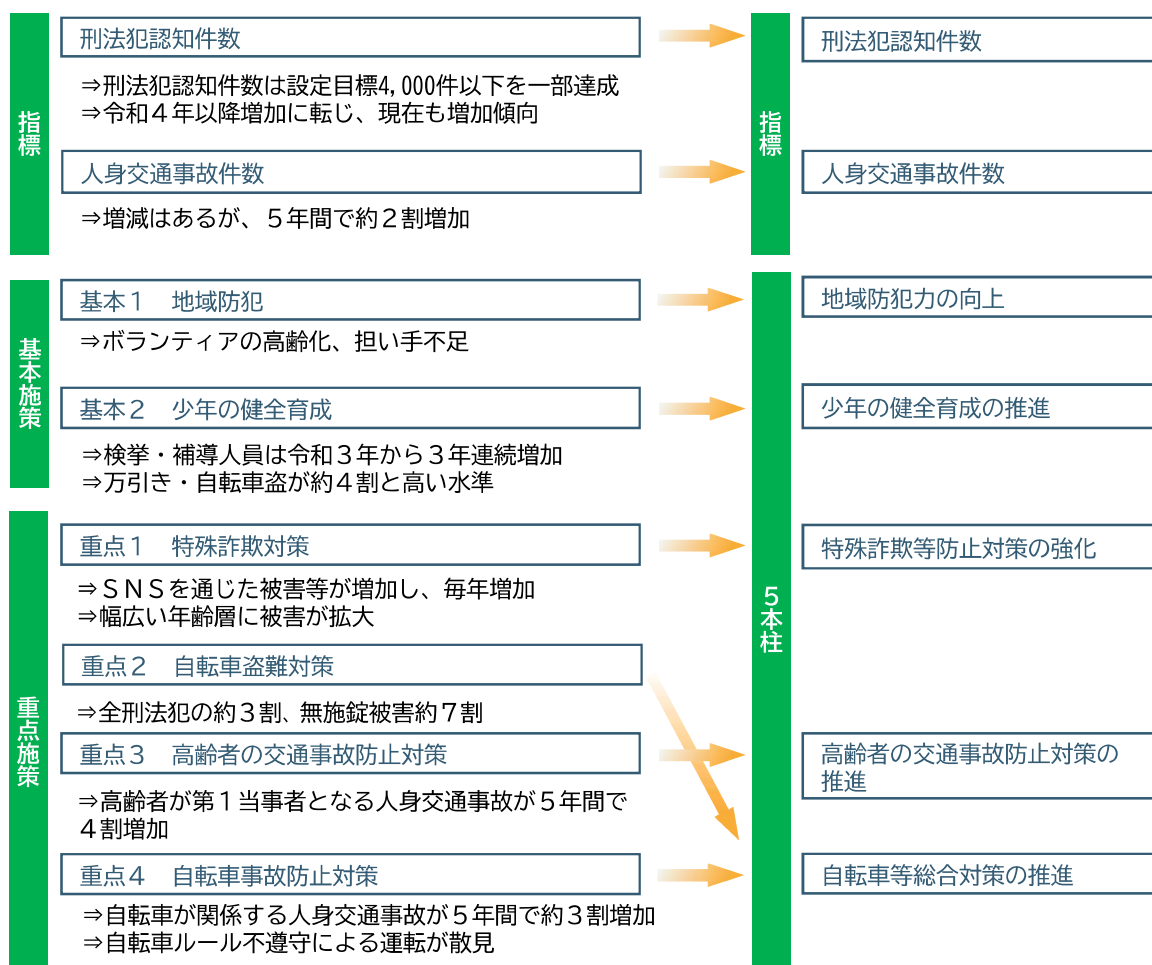 指標
刑法犯認知件数
⇒刑法犯認知件数は設定目標4,000件以下を一部達成
⇒令和４年以降増加に転じ、現在も増加傾向
人身交通事故件数
⇒増減はあるが、５年間で約２割増加
基本施策
基本１　地域防犯
⇒ボランティアの高齢化、担い手不足
基本２　少年の健全育成
⇒検挙・補導人員は令和３年から３年連続増加
⇒万引き・自転車盗が約４割と高い水準
重点施策
重点１　特殊詐欺対策
⇒ＳＮＳを通じた被害等が増加し、毎年増加
⇒幅広い年齢層に被害が拡大
重点２　自転車盗難対策
⇒全刑法犯の約３割、無施錠被害約７割
重点３　高齢者の交通事故防止対策
⇒高齢者が第１当事者となる人身交通事故が５年間で
４割増加
重点４　自転車事故防止対策
⇒自転車が関係する人身交通事故が５年間で約３割増加
⇒自転車ルール不遵守による運転が散見
指標
刑法犯認知件数
人身交通事故件数
５本柱
地域防犯力の向上
少年の健全育成の推進
特殊詐欺等防止対策の強化
高齢者の交通事故防止対策の
推進
自転車等総合対策の推進